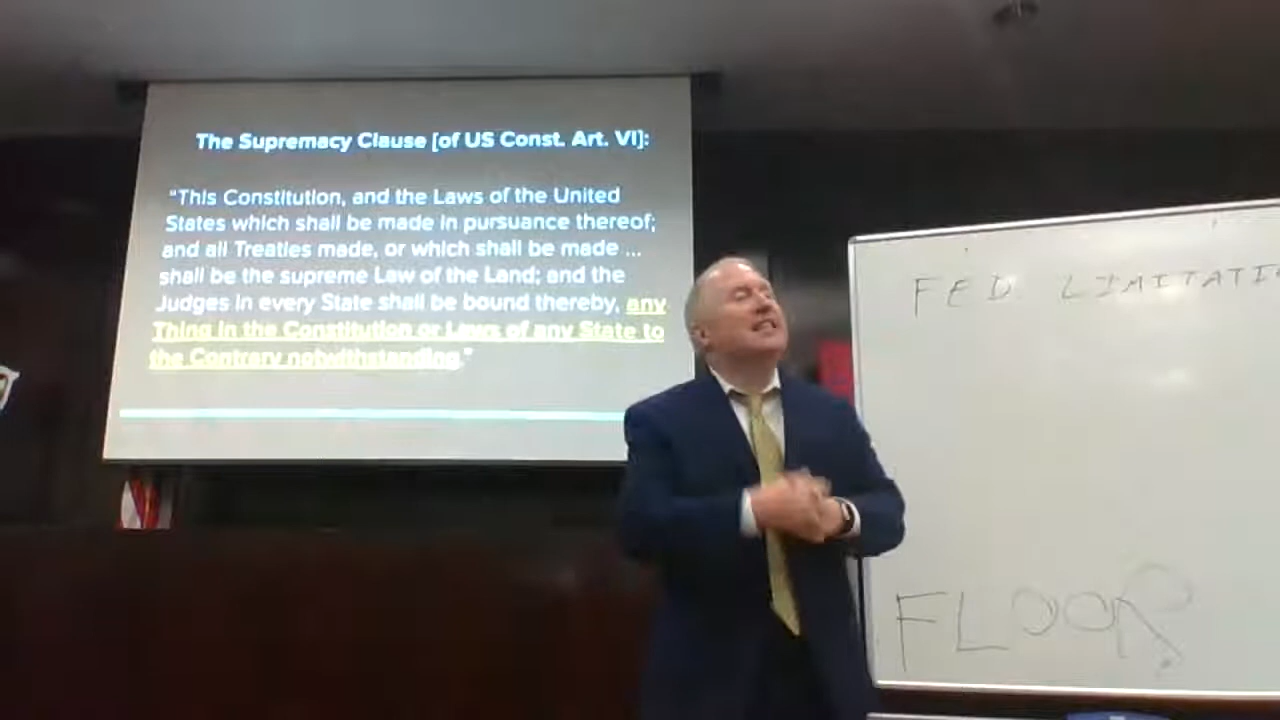 The Supremacy Clause [of US Const. Art. VI]:
"This Constitution, and the Laws of the United
States which shall be made in pursuance thereof;
and all Treaties made, or which shall be made ...
shall be the supreme Law of the Land; and the
Judges in every State shall be bound thereby, any
Thing in the Constitution or Laws of any State to
the Contrary notwithstanding."
FED LIMITATI
FLOOR